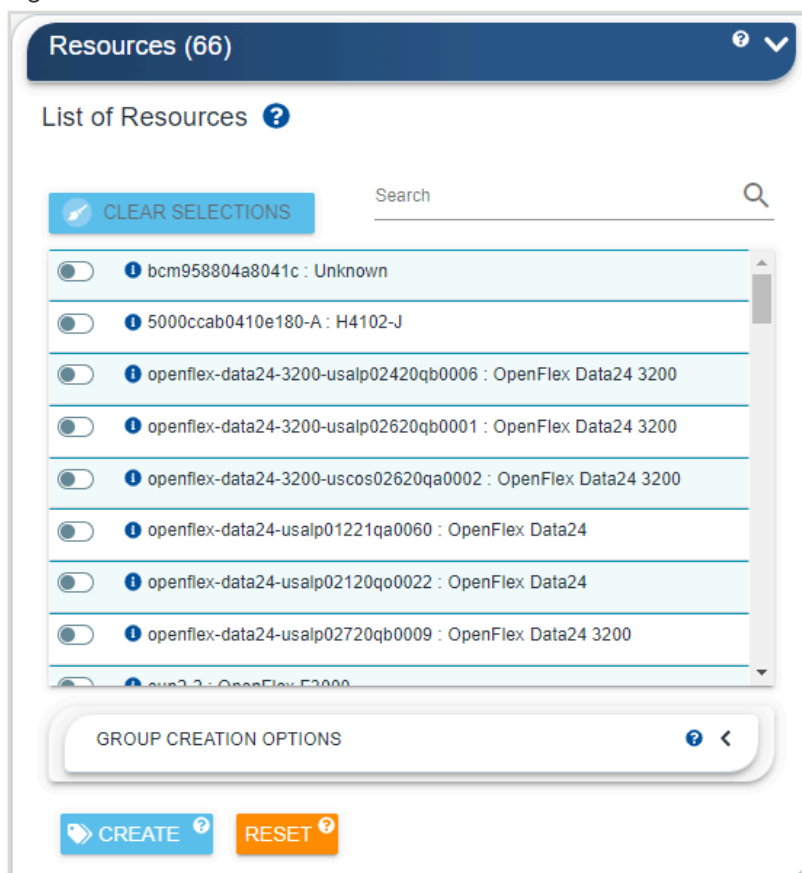 Resources (66)
List of Resources
CLEAR SELECTIONS
Search
bcm958804a8041c : Unknown
5000ccab0410e180-A : H4102-J
openflex-data24-3200-usalp02420qb0006 : OpenFlex Data24 3200
openflex-data24-3200-usalp02620qb0001 : OpenFlex Data24 3200
openflex-data24-3200-uscos02620qa0002 : OpenFlex Data24 3200
openflex-data24-usalp01221qa0060 : OpenFlex Data24
openflex-data24-usalp02120qo0022 : OpenFlex Data24
openflex-data24-usalp02720qb0009 : OpenFlex Data24 3200
: OpenFlex
GROUP CREATION OPTIONS
CREATE
RESET